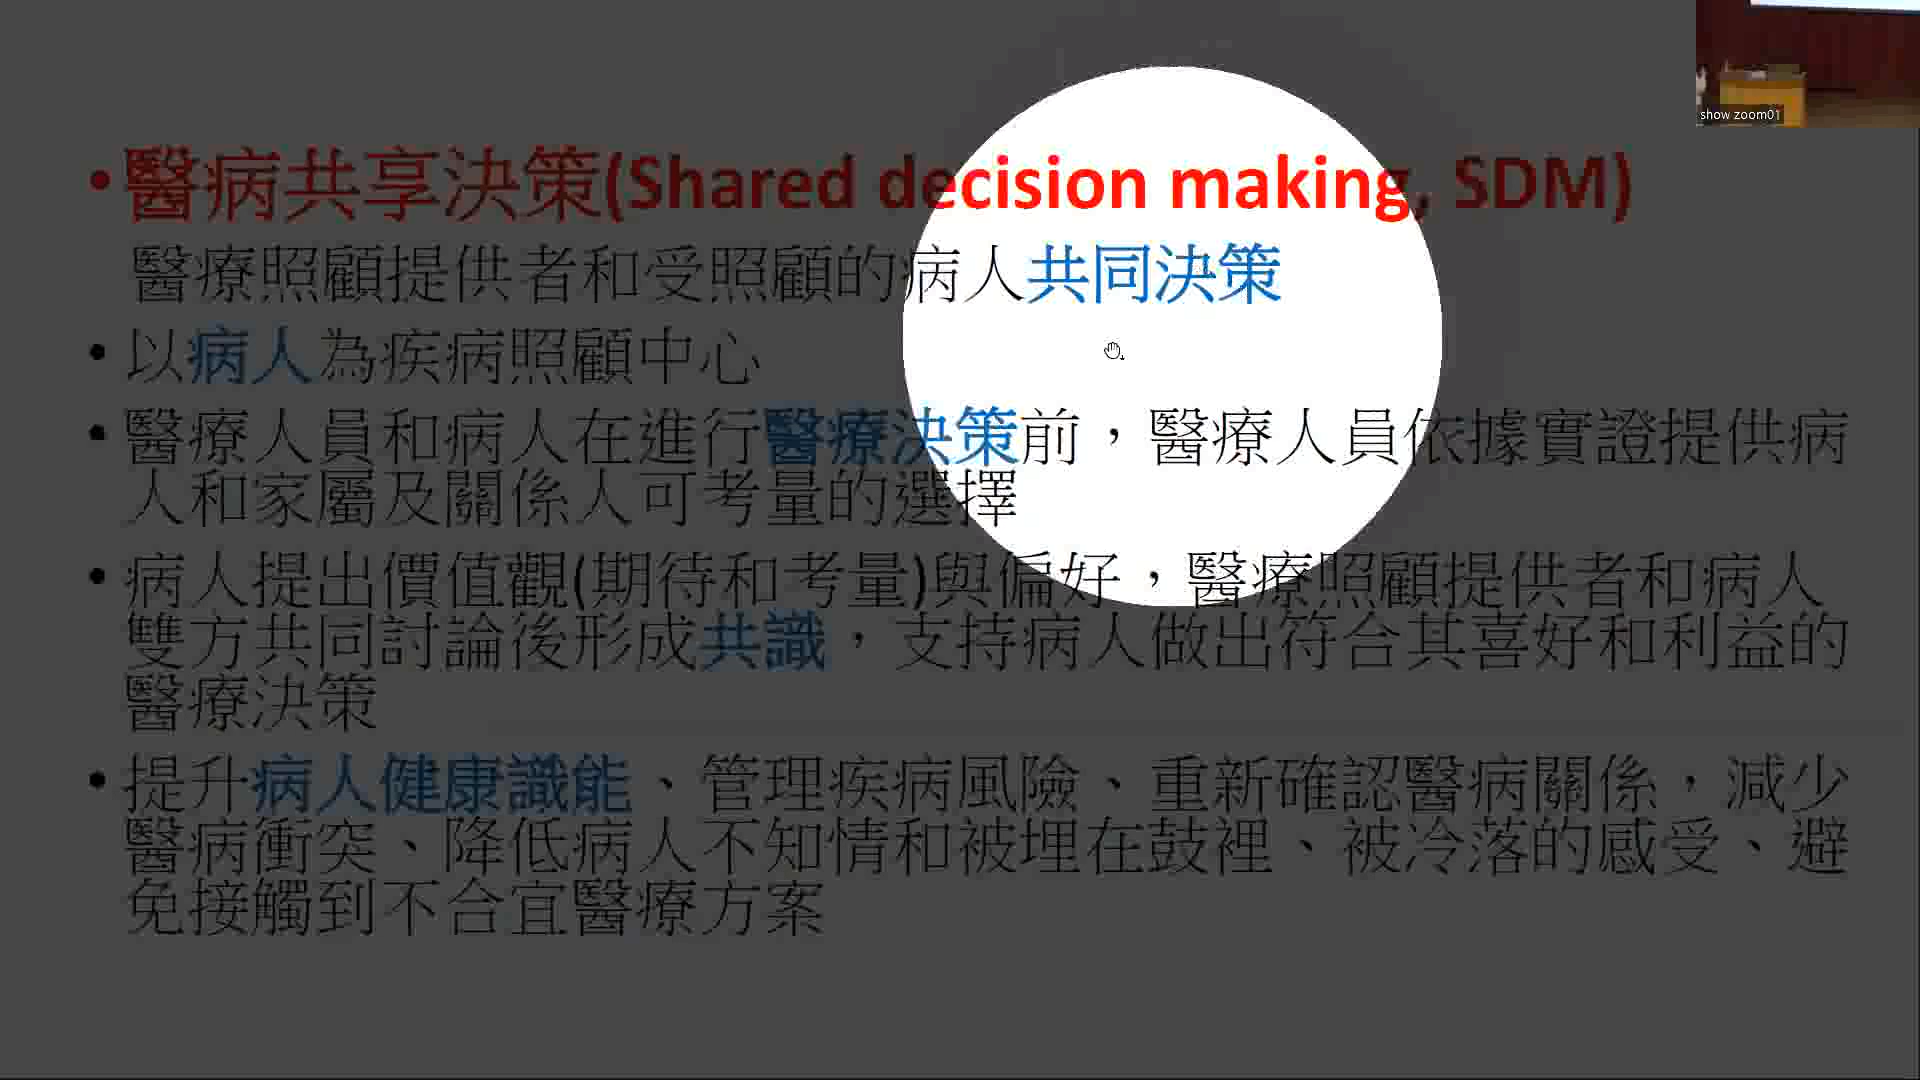 show zoom01
•醫病共享決策(Shared decision making, SDM)
醫療照顧提供者和受照顧的病人共同決策
• 以病人為疾病照顧中心
• 醫療人員和病人在進行醫療決策前，醫療人員依據實證提供病
人和家屬及關係人可考量的選擇
• 病人提出價值觀(期待和考量)與偏好，醫療照顧提供者和病人
雙方共同討論後形成共識，支持病人做出符合其喜好和利益的
醫療決策
• 提升病人健康識能、管理疾病風險、重新確認醫病關係，減少
醫病衝突、降低病人不知情和被埋在鼓裡、被冷落的感受、避
免接觸到不合宜醫療方案